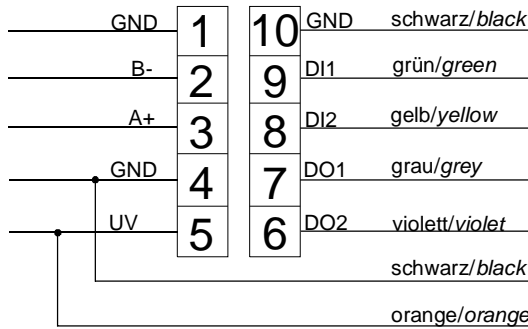 GND 1 10 GND schwarz/black
B- 2 9 DI1 grün/green
A+ 3 8 DI2 gelb/yellow
GND 4 7 DO1 grau/grey
UV 5 6 DO2 violett/violet
schwarz/black
orange/orange